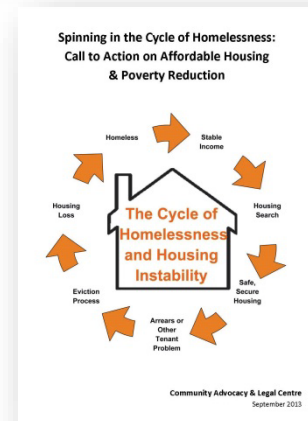 Spinning in the Cycle of Homelessness:
Call to Action on Affordable Housing
& Poverty Reduction
Homeless
Stable
Income
Housing
Search
Safe,
Secure
Housing
Arrears or
Other
Tenant
Problem
Eviction
Process
Housing
Loss
The Cycle of
Homelessness
and Housing
Instability
Community Advocacy & Legal Centre
September 2013